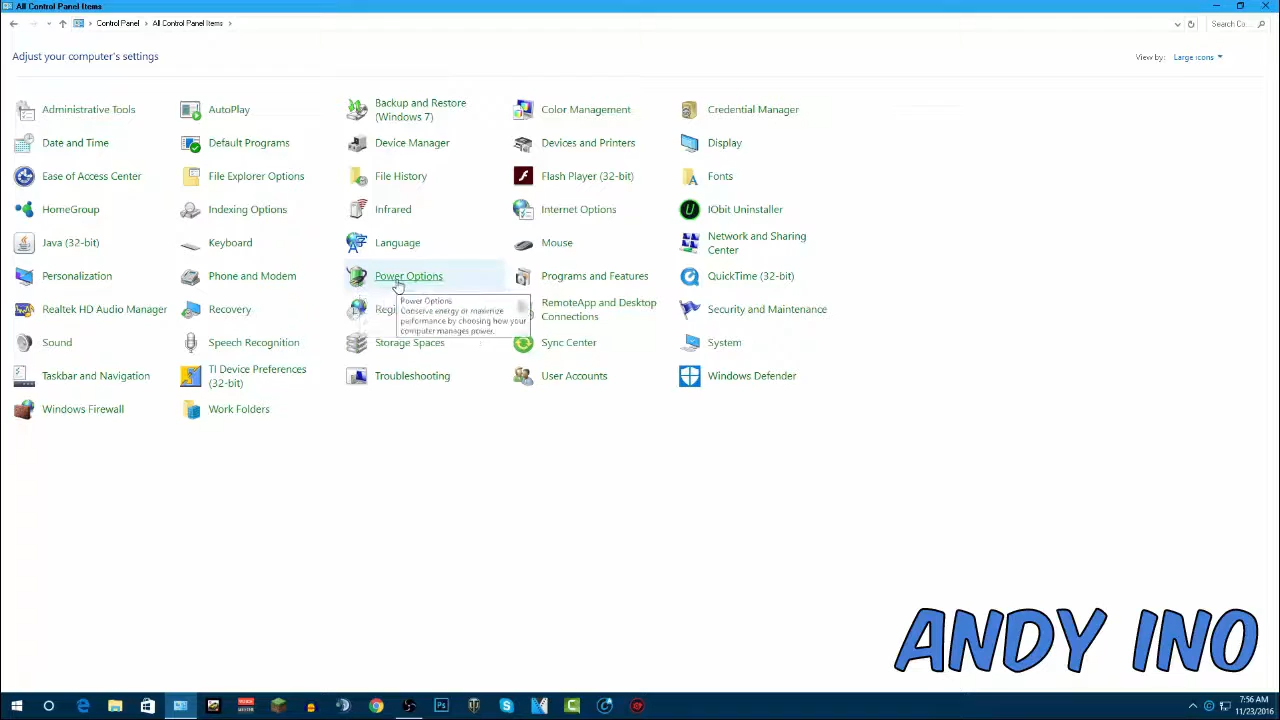 All Control Panel Items
Control Panel
All Control Panel Items
Search Co...
Adjust your computer's settings
View by: Large icons
Administrative Tools
AutoPlay
Backup and Restore
(Windows 7)
Color Management
Credential Manager
Date and Time
Default Programs
Device Manager
Devices and Printers
Display
Ease of Access Center
File Explorer Options
File History
Flash Player (32-bit)
Fonts
HomeGroup
Indexing Options
Infrared
Internet Options
IObit Uninstaller
Java (32-bit)
Keyboard
Language
Mouse
Network and Sharing
Center
Personalization
Phone and Modem
Power Options
Programs and Features
QuickTime (32-bit)
Power Options
Conserve energy or maximize
performance by choosing how your
computer manages power.
Realtek HD Audio Manager
Recovery
Regi
RemoteApp and Desktop
Connections
Security and Maintenance
Sound
Speech Recognition
Storage Spaces
Sync Center
System
Taskbar and Navigation
TI Device Preferences
(32-bit)
Troubleshooting
User Accounts
Windows Defender
Windows Firewall
Work Folders
ANDY INO
7:56 AM
11/23/2016